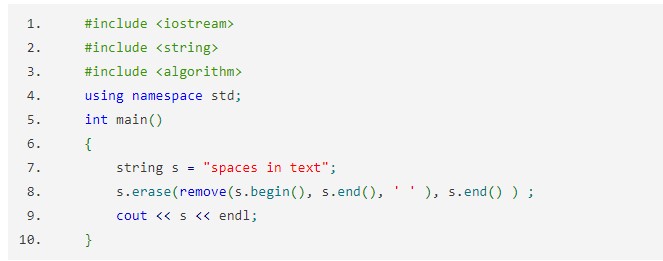 1. #include <iostream>
2. #include <string>
3. #include <algorithm>
4. using namespace std;
5. int main()
6. {
7. string s = "spaces in text";
8. s.erase(remove(s.begin(), s.end(), ' ' ), s.end() ) ;
9. cout << s << endl;
10. }